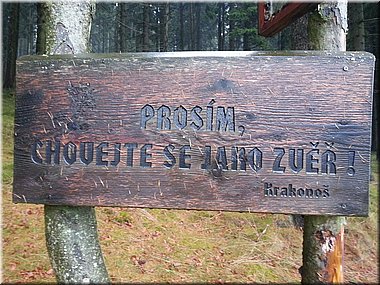 PROSÍM,
CHOVEJTE SE JAKO ZVĚŘ!
Krakonoš